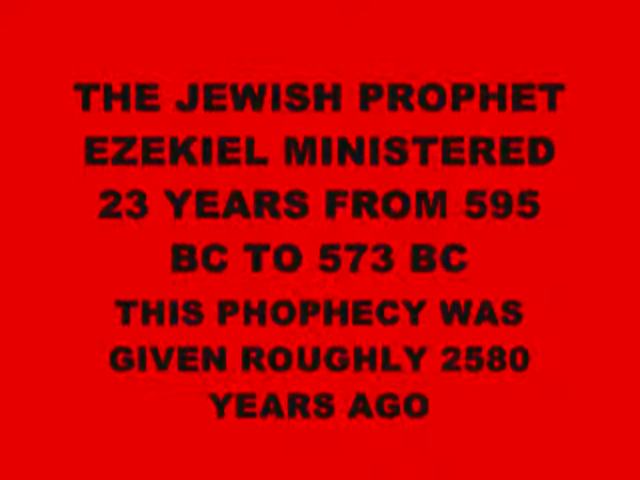 THE JEWISH PROPHET
EZEKIEL MINISTERED
23 YEARS FROM 595
BC TO 573 BC
THIS PHOPHECY WAS
GIVEN ROUGHLY 2580
YEARS AGO